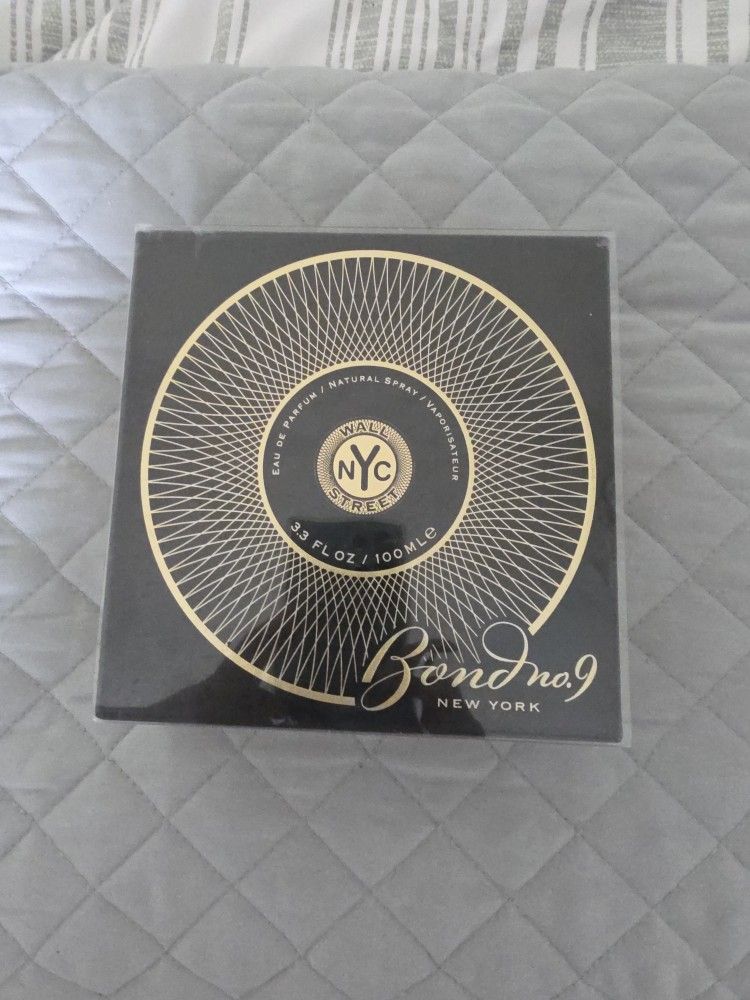 EAU DE PARFUM / NATURAL SPRAY / VAPORISATEUR
WALL
NYC
STREET
3.3 FL OZ / 100 ML e
Bond no.9
NEW YORK